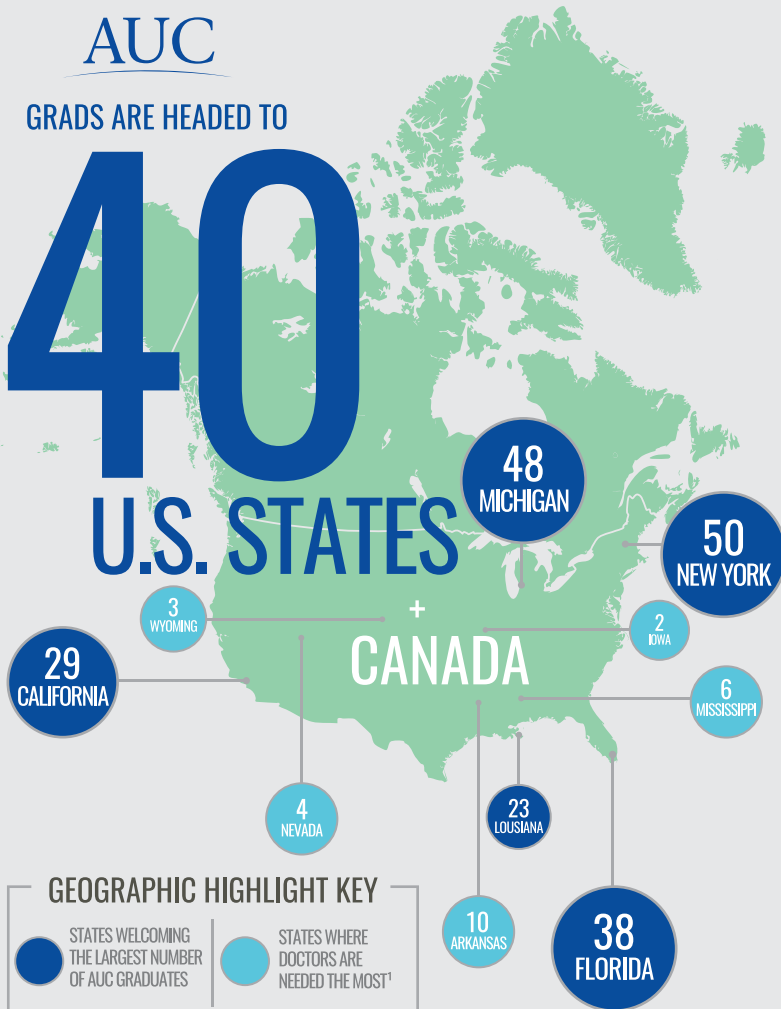 AUC
GRADS ARE HEADED TO
40
U.S. STATES
+
CANADA
48
MICHIGAN
50
NEW YORK
3
WYOMING
2
IOWA
29
CALIFORNIA
6
MISSISSIPPI
4
NEVADA
23
LOUSIANA
10
ARKANSAS
38
FLORIDA
GEOGRAPHIC HIGHLIGHT KEY
STATES WELCOMING
THE LARGEST NUMBER
OF AUC GRADUATES
STATES WHERE
DOCTORS ARE
NEEDED THE MOST¹